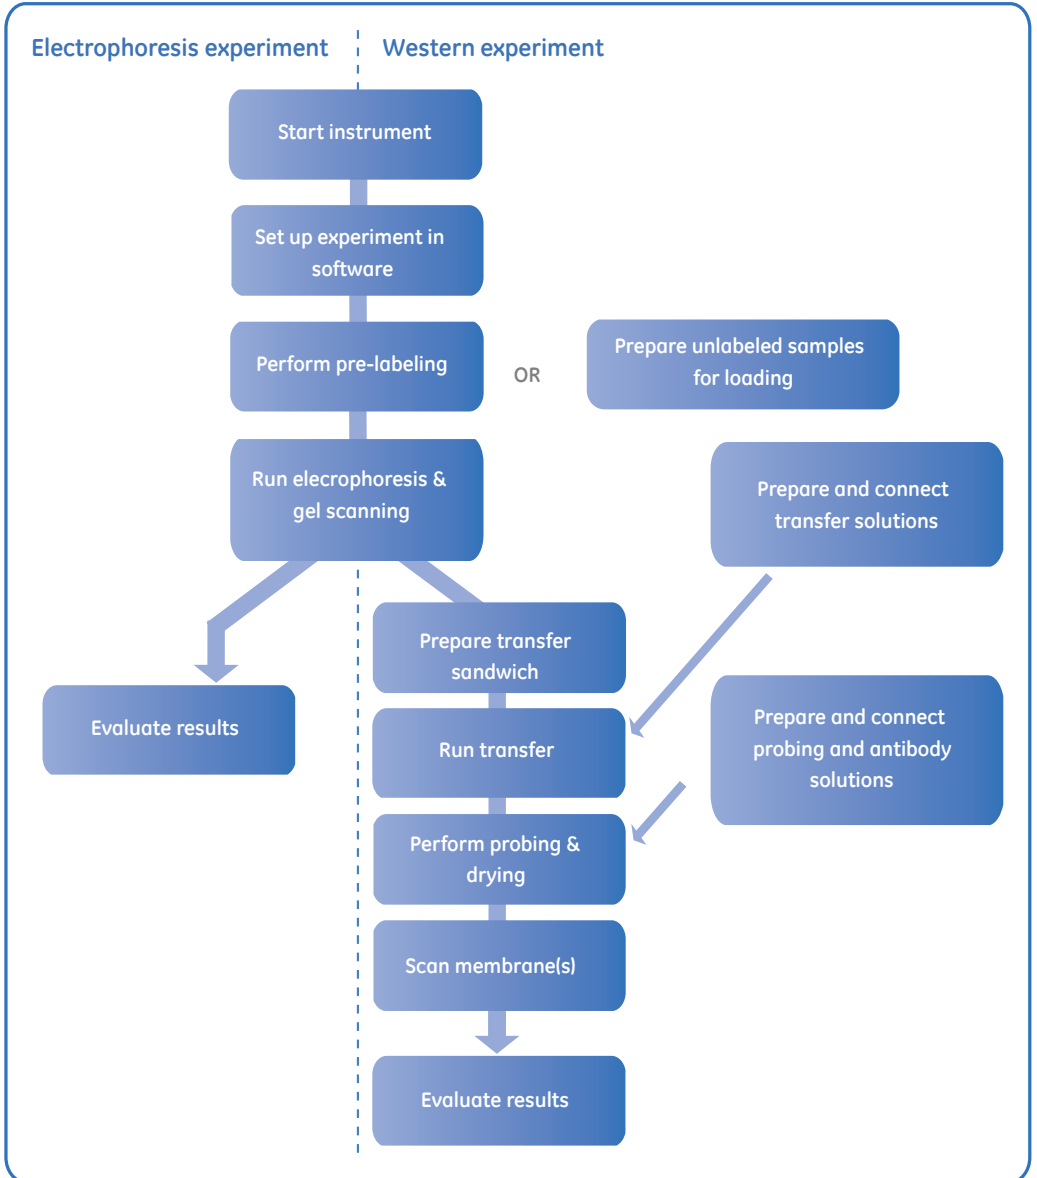 Electrophoresis experiment
Western experiment
Start instrument
Set up experiment in
software
Perform pre-labeling
OR
Prepare unlabeled samples
for loading
Run elecrophoresis &
gel scanning
Prepare and connect
transfer solutions
Prepare transfer
sandwich
Evaluate results
Run transfer
Prepare and connect
probing and antibody
solutions
Perform probing &
drying
Scan membrane(s)
Evaluate results